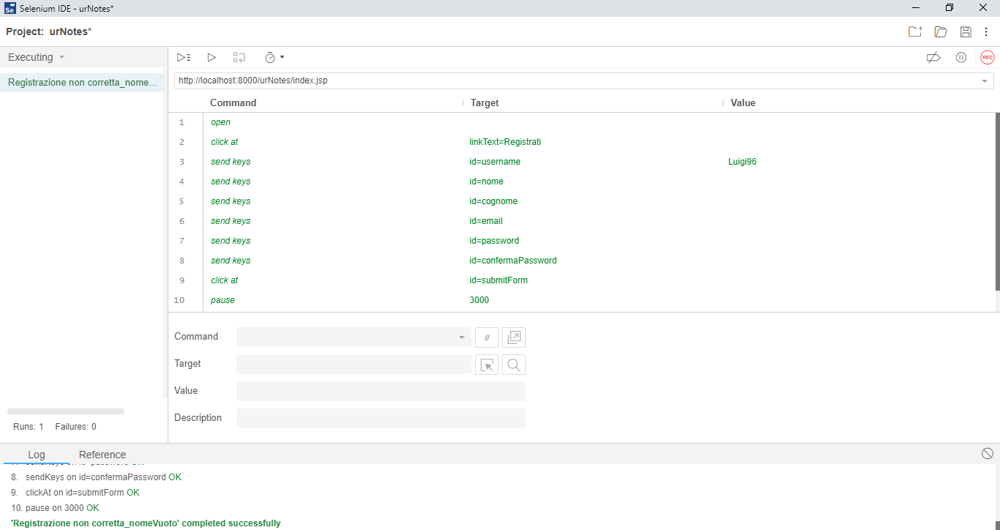 Selenium IDE - urNotes*
Project: urNotes*
Executing
REC
Registrazione non corretta_nome...
http://localhost:8000/urNotes/index.jsp
Command Target Value
1 open
2 click at linkText=Registrati
3 send keys id=username Luigi96
4 send keys id=nome
5 send keys id=cognome
6 send keys id=email
7 send keys id=password
8 send keys id=confermaPassword
9 click at id=submitForm
10 pause 3000
Command //
Target
Value
Description
Runs: 1 Failures: 0
Log Reference
8. sendKeys on id=confermaPassword OK
9. clickAt on id=submitForm OK
10. pause on 3000 OK
'Registrazione non corretta_nomeVuoto' completed successfully